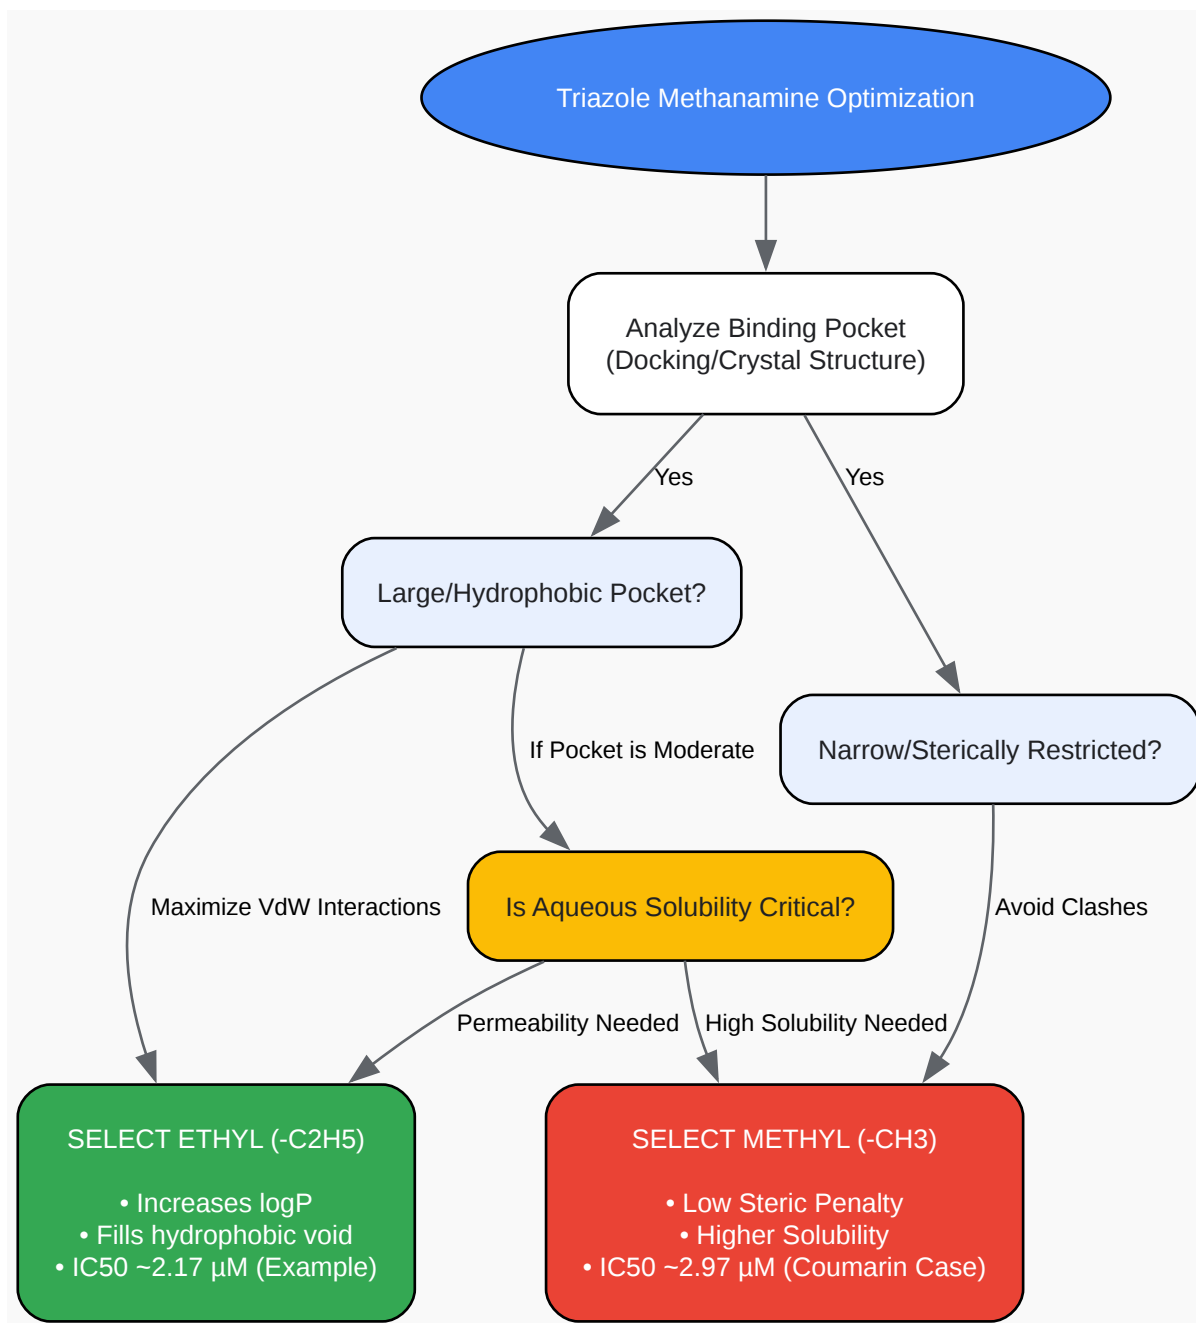 Triazole Methanamine Optimization
Analyze Binding Pocket
(Docking/Crystal Structure)
Yes
Yes
Large/Hydrophobic Pocket?
Narrow/Sterically Restricted?
If Pocket is Moderate
Maximize VdW Interactions
Is Aqueous Solubility Critical?
Avoid Clashes
Permeability Needed
High Solubility Needed
SELECT ETHYL (-C2H5)
• Increases logP
• Fills hydrophobic void
• IC50 ~2.17 µM (Example)
SELECT METHYL (-CH3)
• Low Steric Penalty
• Higher Solubility
• IC50 ~2.97 µM (Coumarin Case)